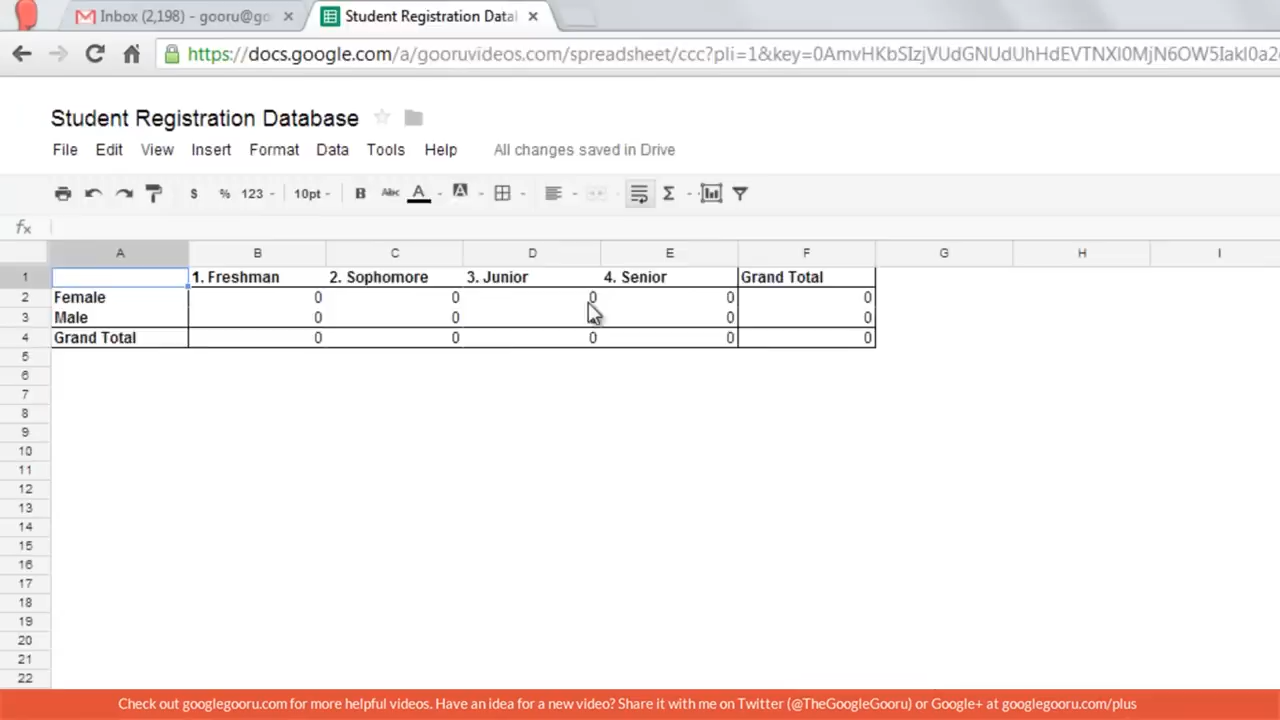 Inbox (2,198) - gooru@go
Student Registration Datal
https://docs.google.com/a/gooruvideos.com/spreadsheet/ccc?pli=1&key=
Student Registration Database
File Edit View Insert Format Data Tools Help All changes saved in Drive
$ % 123 10pt B Abc A A Σ
fx
A B C D E F G H I
1 1. Freshman 2. Sophomore 3. Junior 4. Senior Grand Total
2 Female 0 0 0 0 0
3 Male 0 0 0 0
4 Grand Total 0 0 0 0 0
5
6
7
8
9
10
11
12
13
14
15
16
17
18
19
20
21
22
Check out googlegooru.com for more helpful videos. Have an idea for a new video? Share it with me on Twitter (@TheGoogleGooru) or Google+ at googlegooru.com/plus